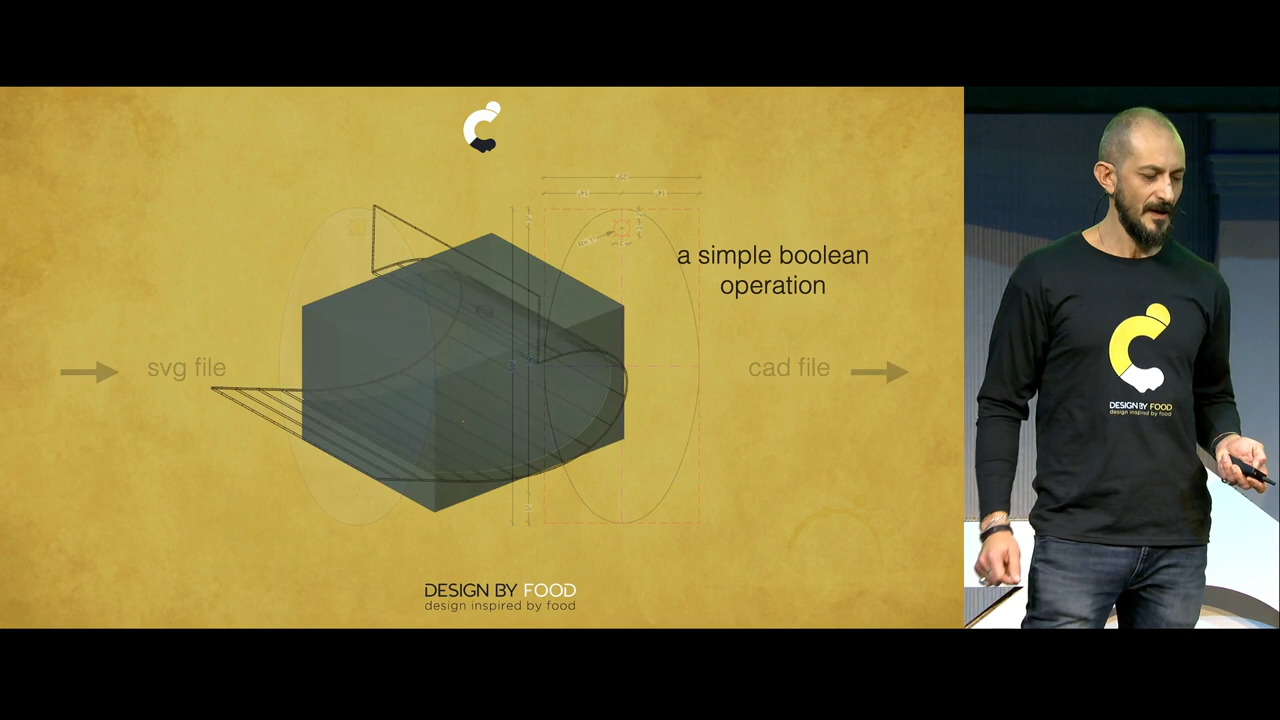 a simple boolean
operation
svg file
cad file
DESIGN BY FOOD
design inspired by food
DESIGN BY FOOD
design inspired by food